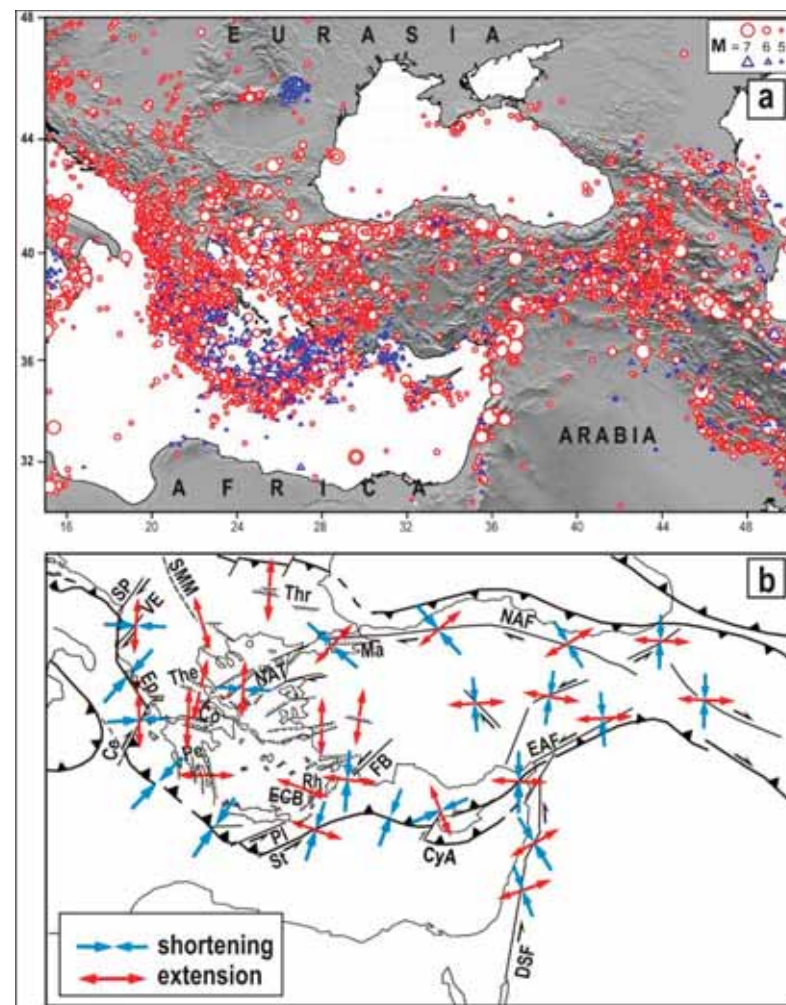 48
E U R A S I A
M = 7 6 5
a
44
40
36
ARABIA
32
A F R I C A
16 20 24 28 32 36 40 44 48
b
SP
SMM
VE
Thr
NAF
Ma
The
NAT
Ep
Co
Ce
Pe
EAF
FB
Rh
ECB
Pl
St
CyA
shortening
extension
DSF